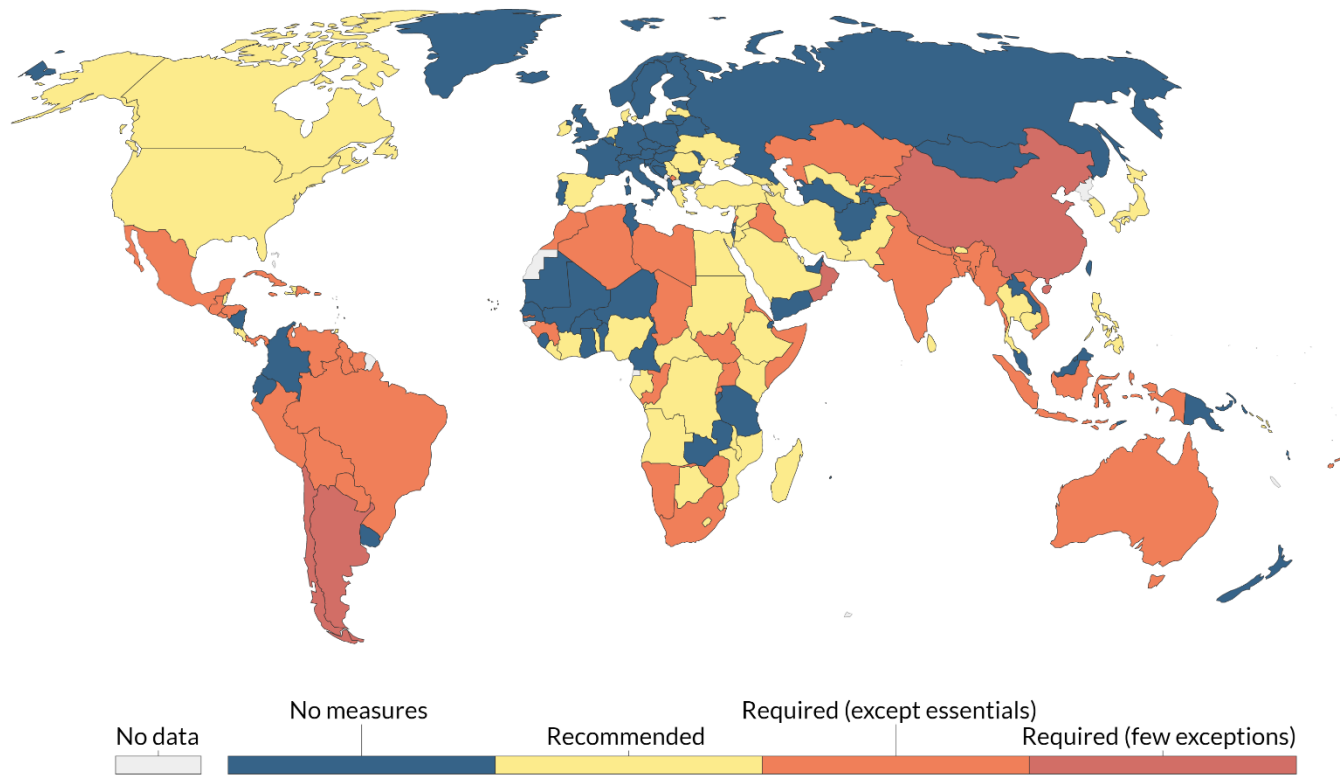 No measures
Required (except essentials)
No data
Recommended
Required (few exceptions)